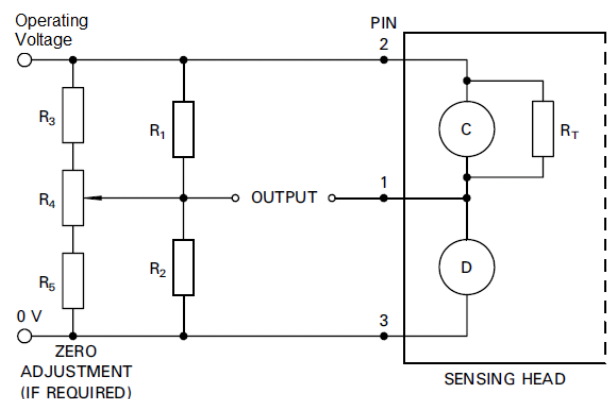 Operating
Voltage
PIN
2
R3
R1
C
RT
R4
OUTPUT
1
R5
R2
D
0 V
3
ZERO
ADJUSTMENT
(IF REQUIRED)
SENSING HEAD